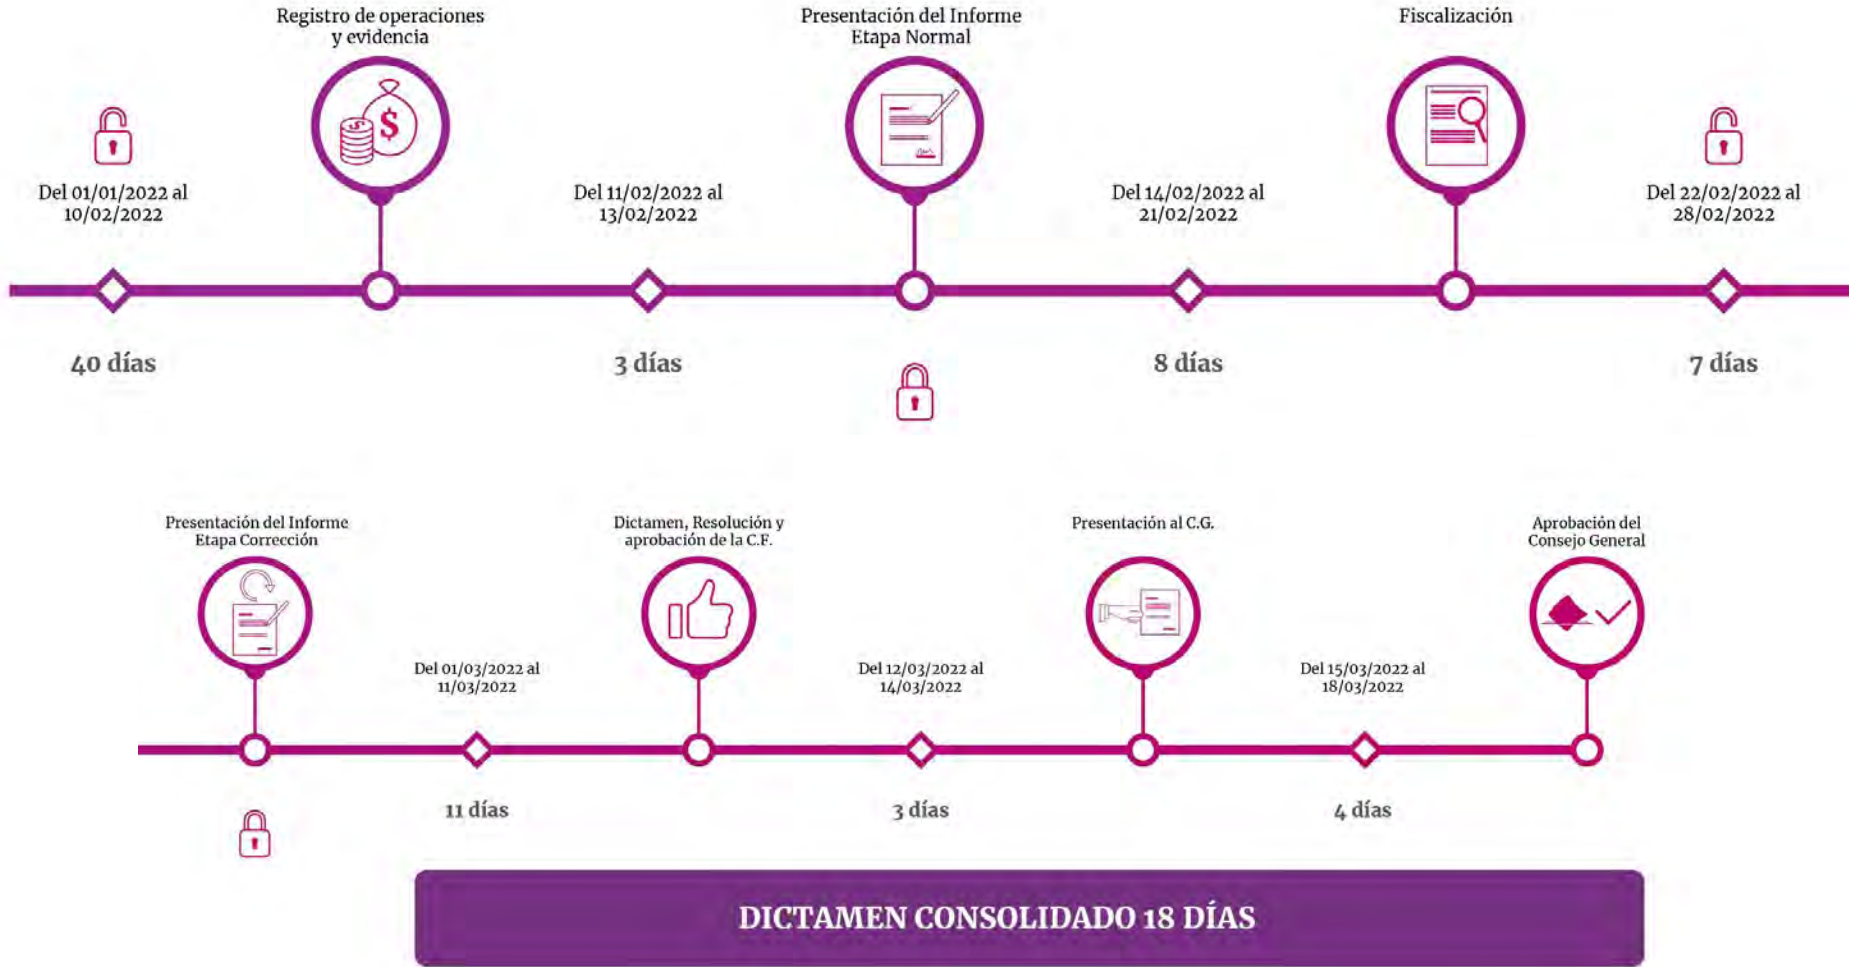 Registro de operaciones
y evidencia
Presentación del Informe
Etapa Normal
Fiscalización
$
Del 01/01/2022 al
10/02/2022
Del 11/02/2022 al
13/02/2022
Del 14/02/2022 al
21/02/2022
Del 22/02/2022 al
28/02/2022
40 días
3 días
8 días
7 días
Presentación del Informe
Etapa Corrección
Dictamen, Resolución y
aprobación de la C.F.
Presentación al C.G.
Aprobación del
Consejo General
Del 01/03/2022 al
11/03/2022
Del 12/03/2022 al
14/03/2022
Del 15/03/2022 al
18/03/2022
11 días
3 días
4 días
DICTAMEN CONSOLIDADO 18 DÍAS